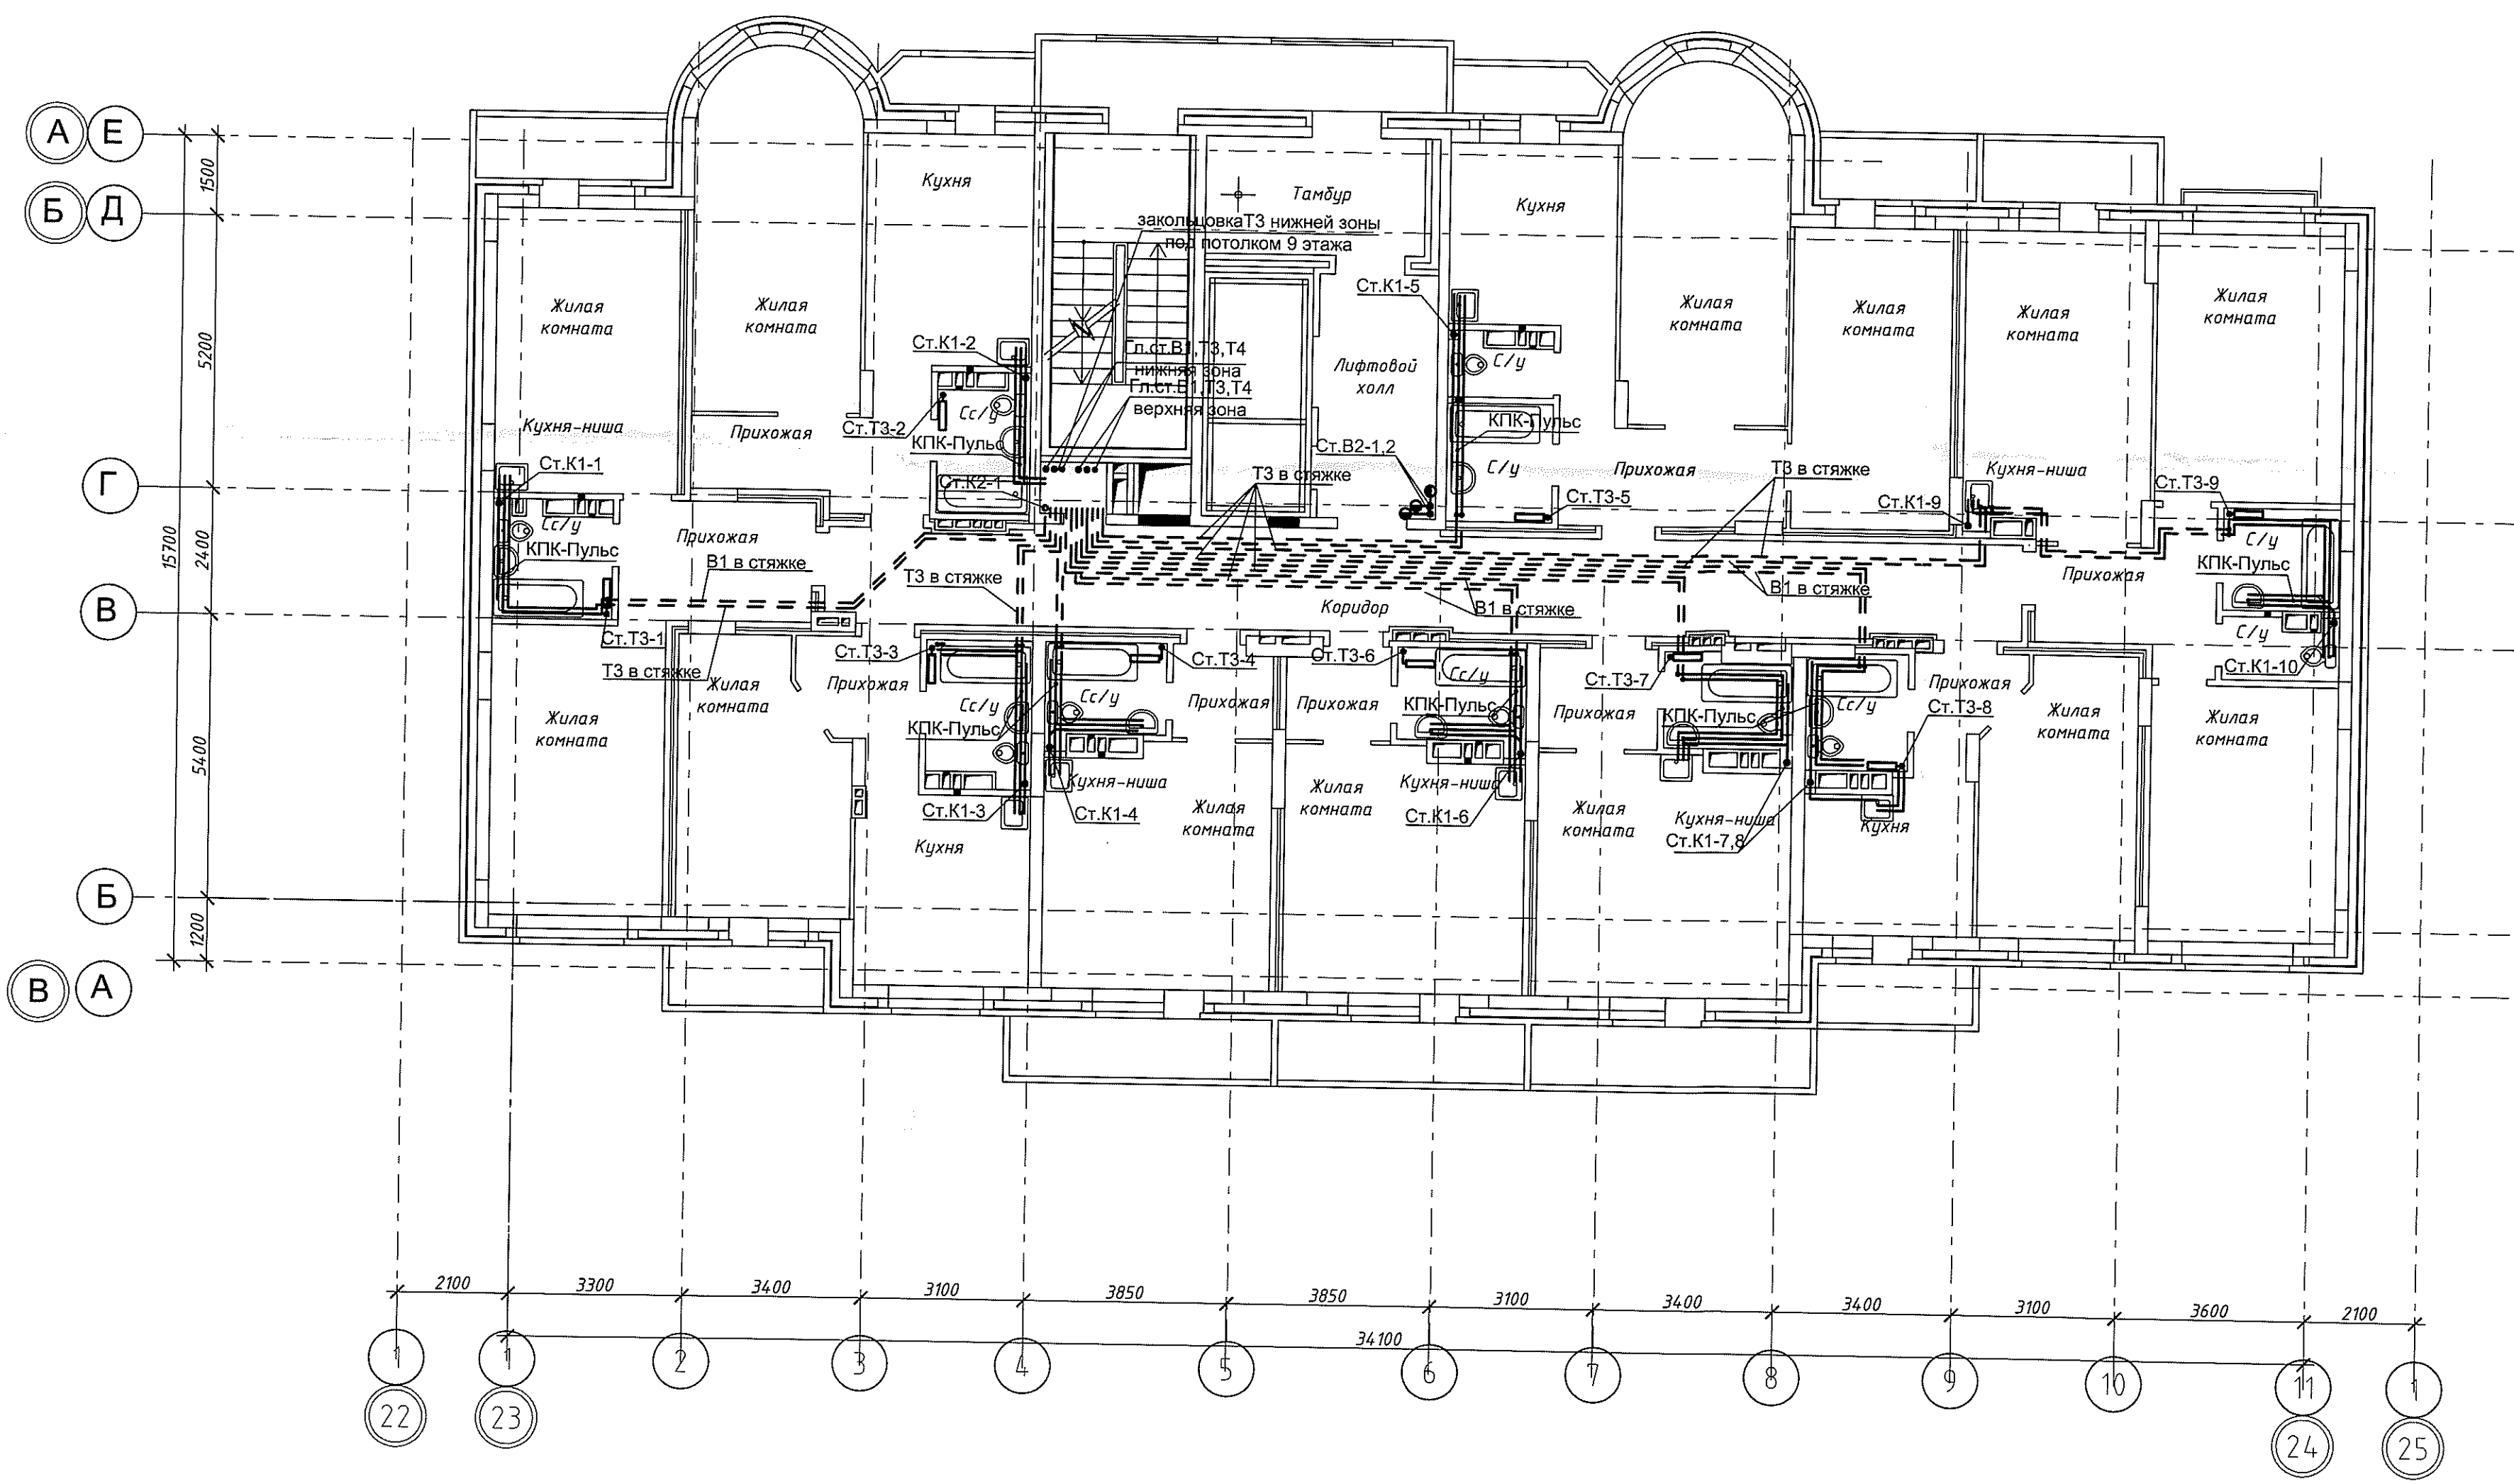 А Е
Б Д
Г
В
Б
В А
1500
5200
2400
5400
1200
15700
Кухня
Тамбур
закольцовкаТ3 нижней зоны
под потолком 9 этажа
Кухня
Жилая
комната
Жилая
комната
Ст.К1-2
Гл.ст.В1,Т3,Т4
нижняя зона
Гл.ст.В1,Т3,Т4
верхняя зона
Лифтовой
холл
Ст.К1-5
С/у
Жилая
комната
Жилая
комната
Жилая
комната
Жилая
комната
Кухня-ниша
Прихожая
Ст.Т3-2
Сс/у
КПК-Пульс
КПК-Пульс
Ст.В2-1,2
С/у
Т3 в стяжке
Прихожая
Т3 в стяжке
Кухня-ниша
Ст.К1-1
Ст.К2-1
Ст.Т3-5
Ст.К1-9
Ст.Т3-9
Сс/у
КПК-Пульс
Прихожая
В1 в стяжке
Т3 в стяжке
Коридор
В1 в стяжке
В1 в стяжке
Прихожая
С/у
КПК-Пульс
С/у
Ст.К1-10
Ст.Т3-1
Т3 в стяжке
Ст.Т3-3
Ст.Т3-4
Ст.Т3-6
Ст.Т3-7
Жилая
комната
Жилая
комната
Прихожая
Сс/у
КПК-Пульс
Сс/у
Прихожая
Прихожая
Сс/у
КПК-Пульс
Прихожая
КПК-Пульс
Сс/у
Прихожая
Ст.Т3-8
Жилая
комната
Жилая
комната
Кухня-ниша
Ст.К1-3
Ст.К1-4
Жилая
комната
Жилая
комната
Кухня-ниша
Ст.К1-6
Жилая
комната
Кухня-ниша
Ст.К1-7,8
Кухня
Кухня
2100 3300 3400 3100 3850 3850 3100 3400 3400 3100 3600 2100
34100
1 1 2 3 4 5 6 7 8 9 10 11 1
22 23 24 25